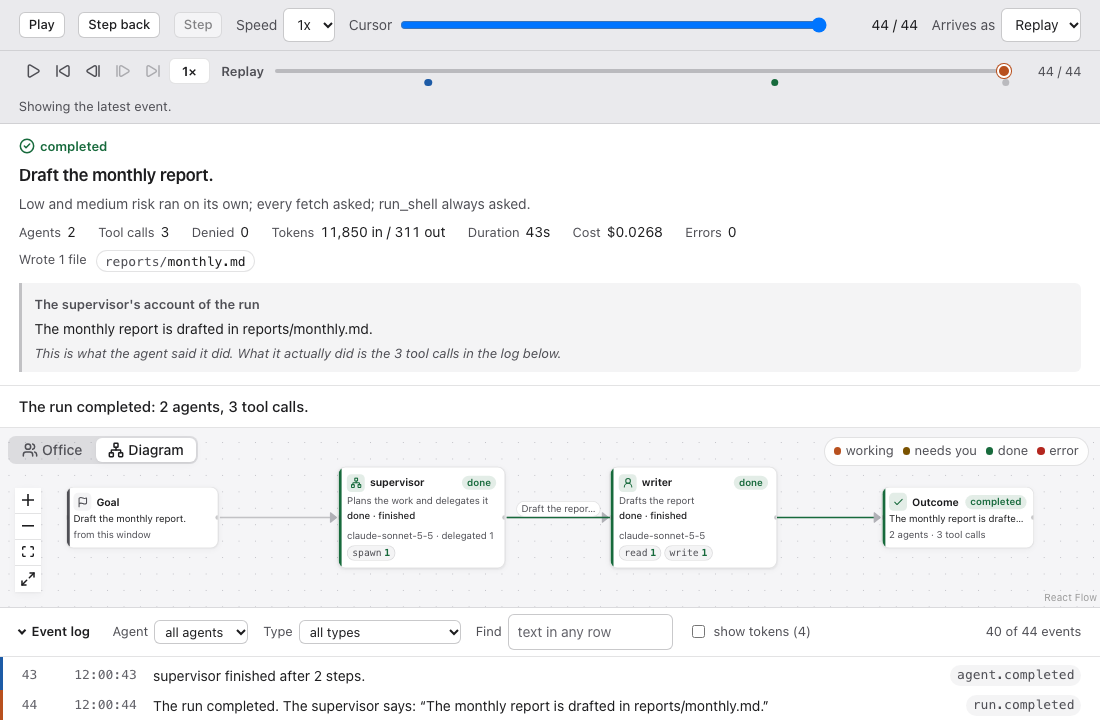 Play Step back Step Speed 1x Cursor 44 / 44 Arrives as Replay
1× Replay 44 / 44
Showing the latest event.
completed
Draft the monthly report.
Low and medium risk ran on its own; every fetch asked; run_shell always asked.
Agents 2 Tool calls 3 Denied 0 Tokens 11,850 in / 311 out Duration 43s Cost $0.0268 Errors 0
Wrote 1 file reports/monthly.md
The supervisor's account of the run
The monthly report is drafted in reports/monthly.md.
This is what the agent said it did. What it actually did is the 3 tool calls in the log below.
The run completed: 2 agents, 3 tool calls.
Office Diagram
working needs you done error
Goal
Draft the monthly report.
from this window
supervisor done
Plans the work and delegates it
done · finished
claude-sonnet-5-5 · delegated 1
spawn 1
Draft the repor...
writer done
Drafts the report
done · finished
claude-sonnet-5-5
read 1 write 1
Outcome completed
The monthly report is drafte...
2 agents · 3 tool calls
React Flow
Event log Agent all agents Type all types Find text in any row show tokens (4) 40 of 44 events
43 12:00:43 supervisor finished after 2 steps. agent.completed
44 12:00:44 The run completed. The supervisor says: “The monthly report is drafted in reports/monthly.md.” run.completed